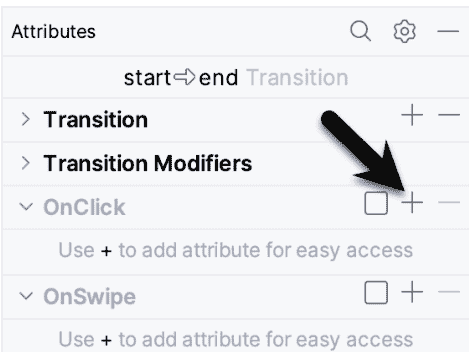 Attributes
start end Transition
Transition
Transition Modifiers
OnClick
Use + to add attribute for easy access
OnSwipe
Use + to add attribute for easy access